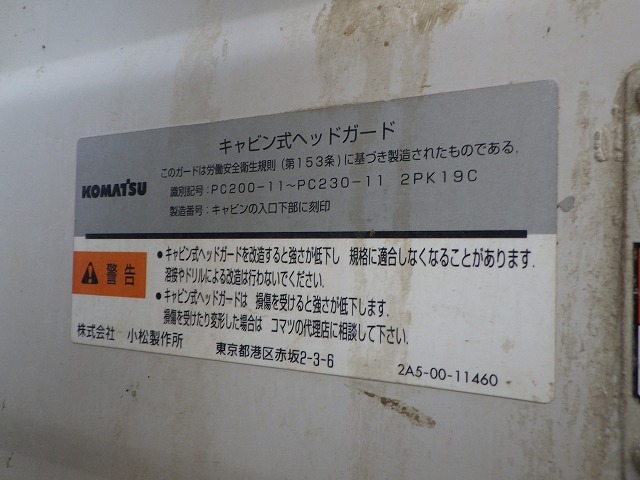 キャビン式ヘッドガード
このガードは労働安全衛生規則(第153条)に基づき製造されたものである.
KOMATSU
識別記号:PC200-11~PC230-11 2PK19C
製造番号:キャビンの入口下部に刻印
警告
•キャビン式ヘッドガードを改造すると強さが低下し 規格に適合しなくなることがあります.
溶接やドリルによる改造は行わないでください.
•キャビン式ヘッドガードは 損傷を受けると強さが低下します.
損傷を受けたり変形した場合は コマツの代理店に相談して下さい.
株式会社 小松製作所
東京都港区赤坂2-3-6
2A5-00-11460